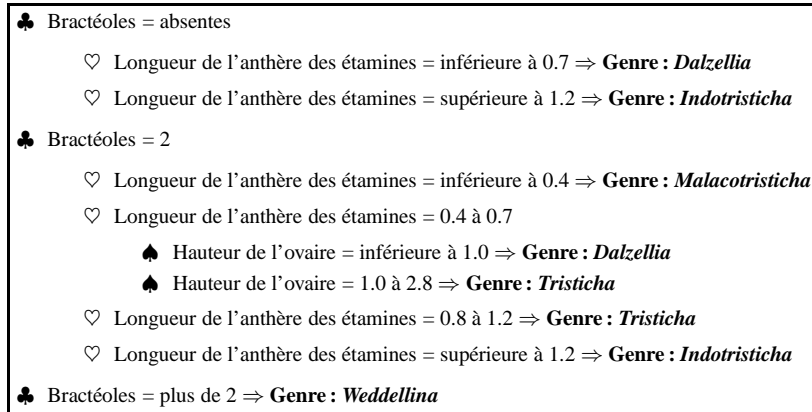 ♣ Bractéoles = absentes
♡ Longueur de l'anthère des étamines = inférieure à 0.7 ⇒ Genre : Dalzellia
♡ Longueur de l'anthère des étamines = supérieure à 1.2 ⇒ Genre : Indotristicha
♣ Bractéoles = 2
♡ Longueur de l'anthère des étamines = inférieure à 0.4 ⇒ Genre : Malacotristicha
♡ Longueur de l'anthère des étamines = 0.4 à 0.7
♠ Hauteur de l'ovaire = inférieure à 1.0 ⇒ Genre : Dalzellia
♠ Hauteur de l'ovaire = 1.0 à 2.8 ⇒ Genre : Tristicha
♡ Longueur de l'anthère des étamines = 0.8 à 1.2 ⇒ Genre : Tristicha
♡ Longueur de l'anthère des étamines = supérieure à 1.2 ⇒ Genre : Indotristicha
♣ Bractéoles = plus de 2 ⇒ Genre : Weddellina